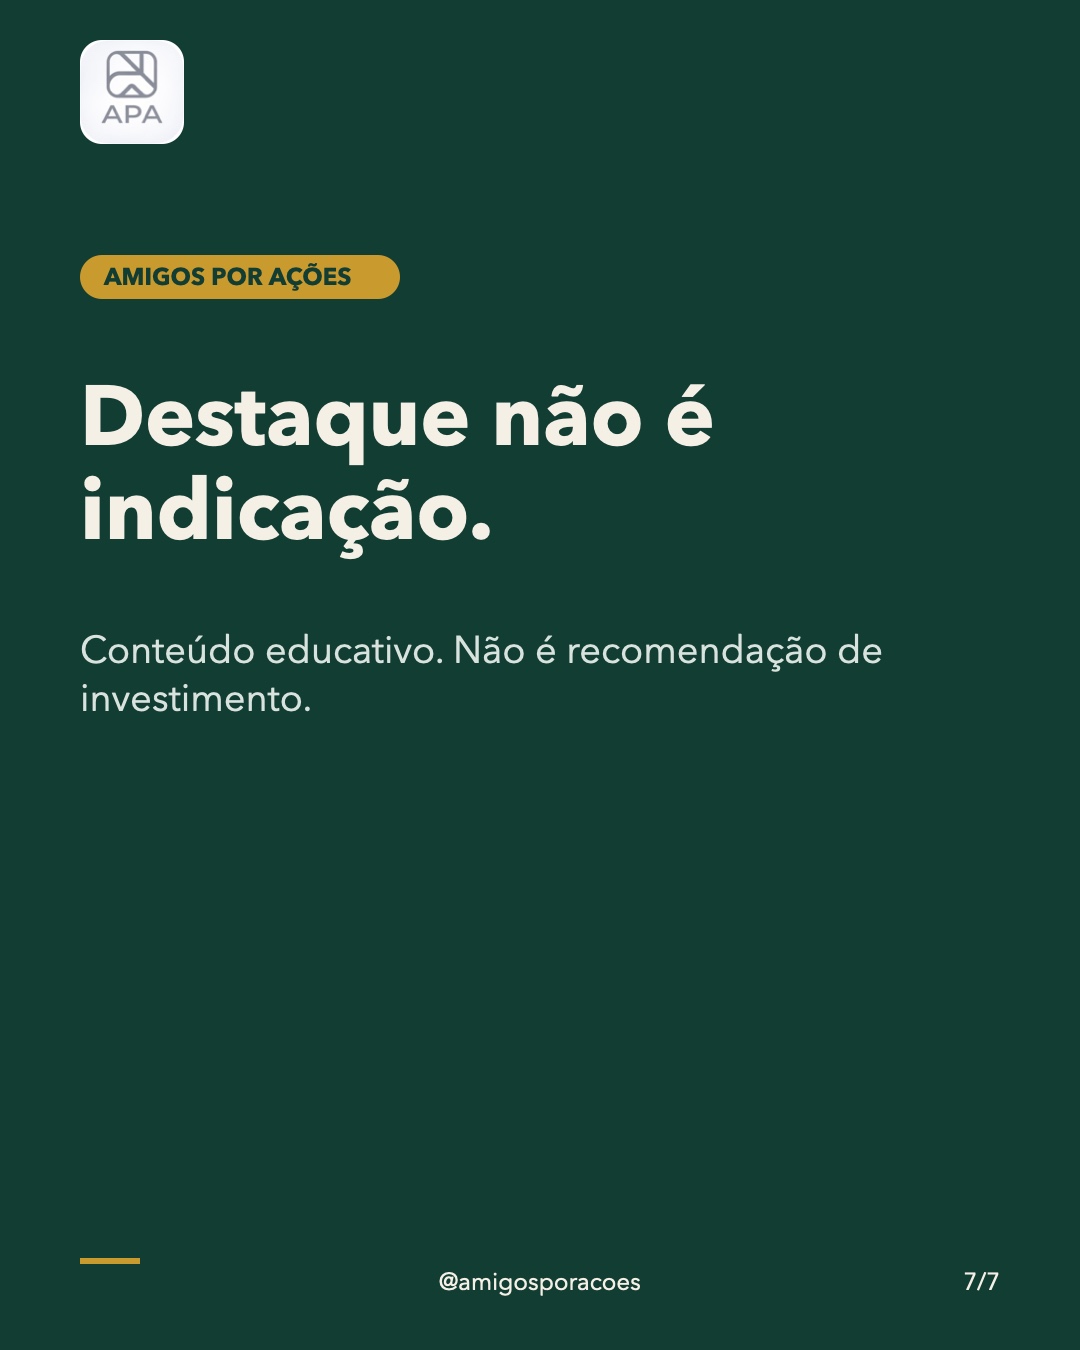 APA
AMIGOS POR AÇÕES
Destaque não é
indicação.
Conteúdo educativo. Não é recomendação de
investimento.
@amigosporacoes
7/7